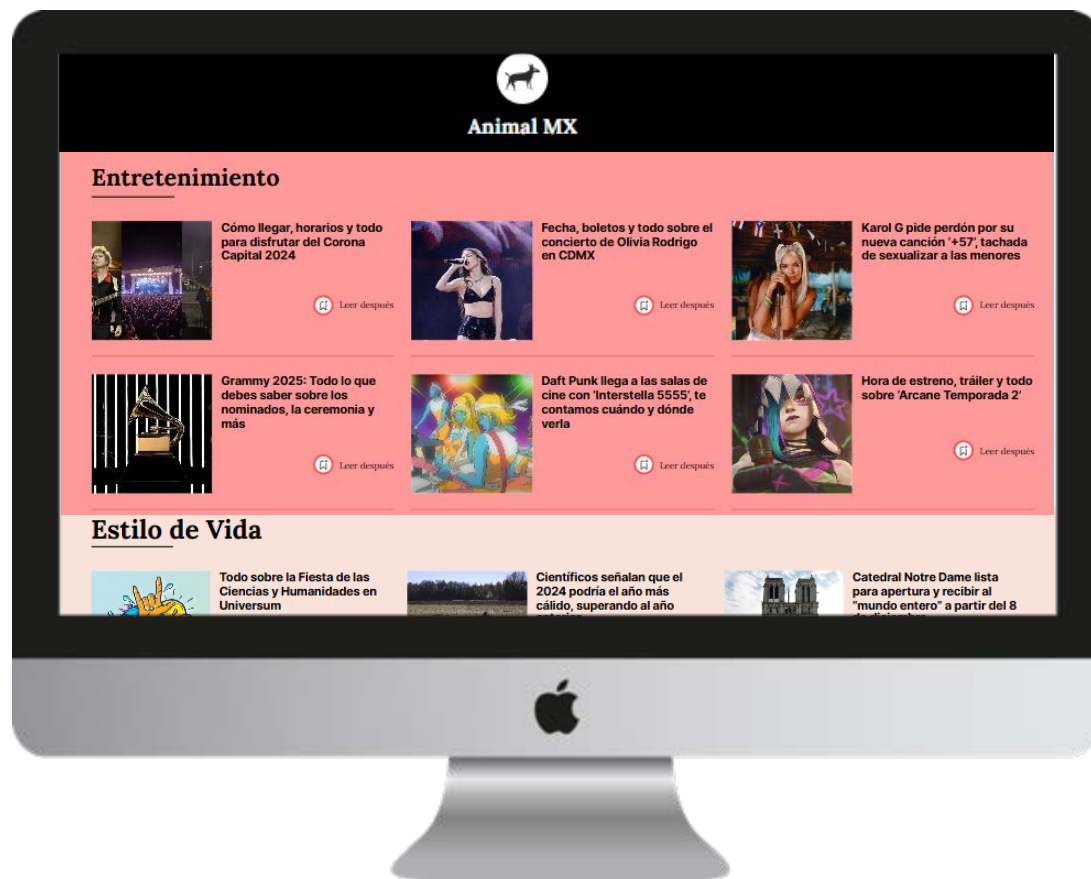 Animal MX
Entretenimiento
Cómo llegar, horarios y todo
para disfrutar del Corona
Capital 2024
Leer después
Fecha, boletos y todo sobre el
concierto de Olivia Rodrigo
en CDMX
Leer después
Karol G pide perdón por su
nueva canción ‘+57’, tachada
de sexualizar a las menores
Leer después
Grammy 2025: Todo lo que
debes saber sobre los
nominados, la ceremonia y
más
Leer después
Daft Punk llega a las salas de
cine con ‘Interstella 5555’, te
contamos cuándo y dónde
verla
Leer después
Hora de estreno, tráiler y todo
sobre ‘Arcane Temporada 2’
Leer después
Estilo de Vida
Todo sobre la Fiesta de las
Ciencias y Humanidades en
Universum
Científicos señalan que el
2024 podría el año más
cálido, superando al año
anterior
Catedral Notre Dame lista
para apertura y recibir al
“mundo entero” a partir del 8
de diciembre